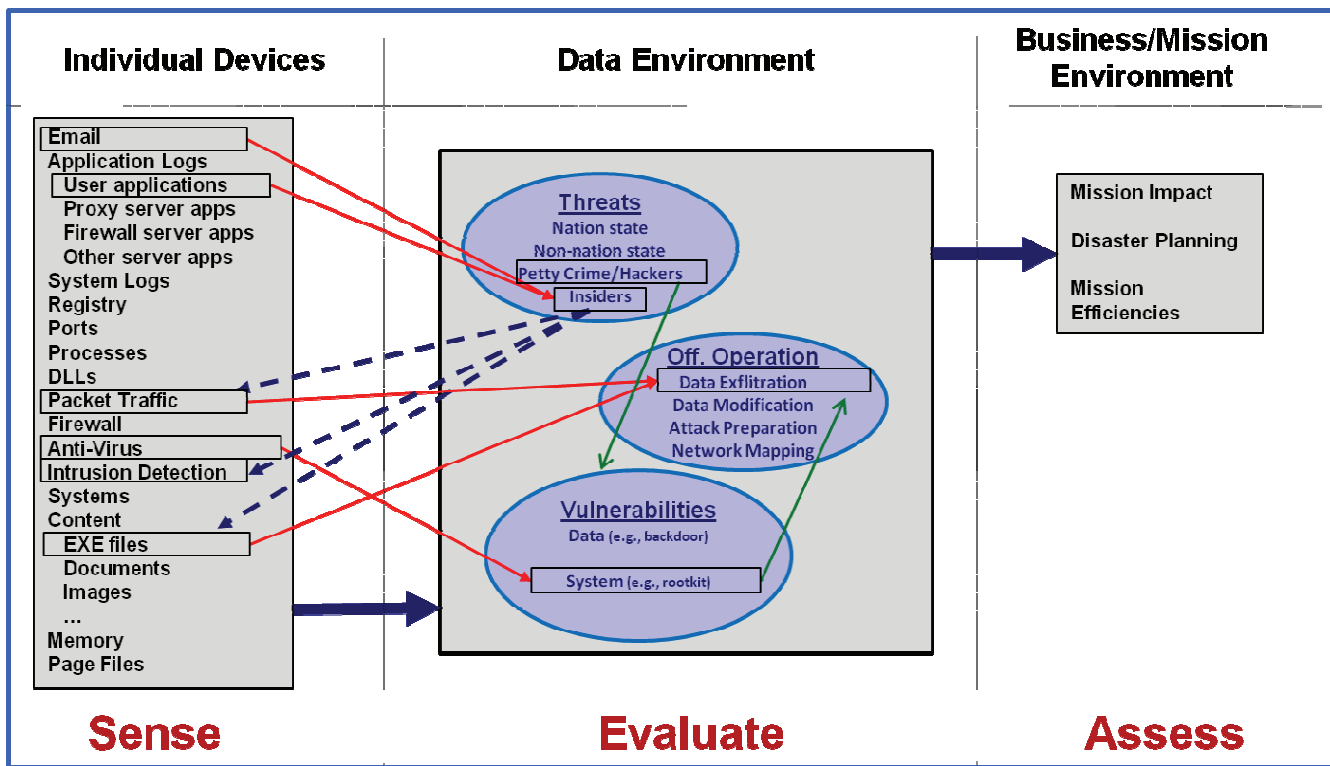 Individual Devices
Data Environment
Business/Mission
Environment
Email
Application Logs
User applications
Proxy server apps
Firewall server apps
Other server apps
System Logs
Registry
Ports
Processes
DLLs
Packet Traffic
Firewall
Anti-Virus
Intrusion Detection
Systems
Content
EXE files
Documents
Images
...
Memory
Page Files
Threats
Nation state
Non-nation state
Petty Crime/Hackers
Insiders
Off. Operation
Data Exflitration
Data Modification
Attack Preparation
Network Mapping
Vulnerabilities
Data (e.g., backdoor)
System (e.g., rootkit)
Mission Impact
Disaster Planning
Mission
Efficiencies
Sense
Evaluate
Assess